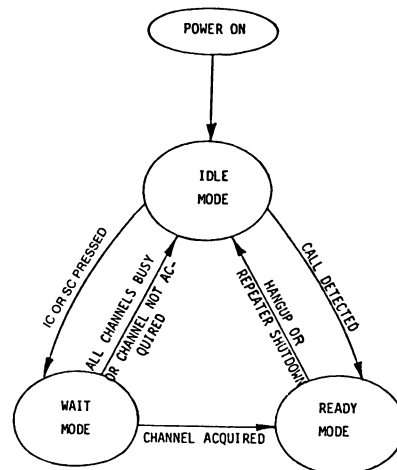 POWER ON
IDLE
MODE
IC OR SC PRESSED
ALL CHANNELS BUSY
OR CHANNEL NOT AC-
QUIRED
HANGUP OR
REPEATER SHUTDOWN
CALL DETECTED
WAIT
MODE
CHANNEL ACQUIRED
READY
MODE